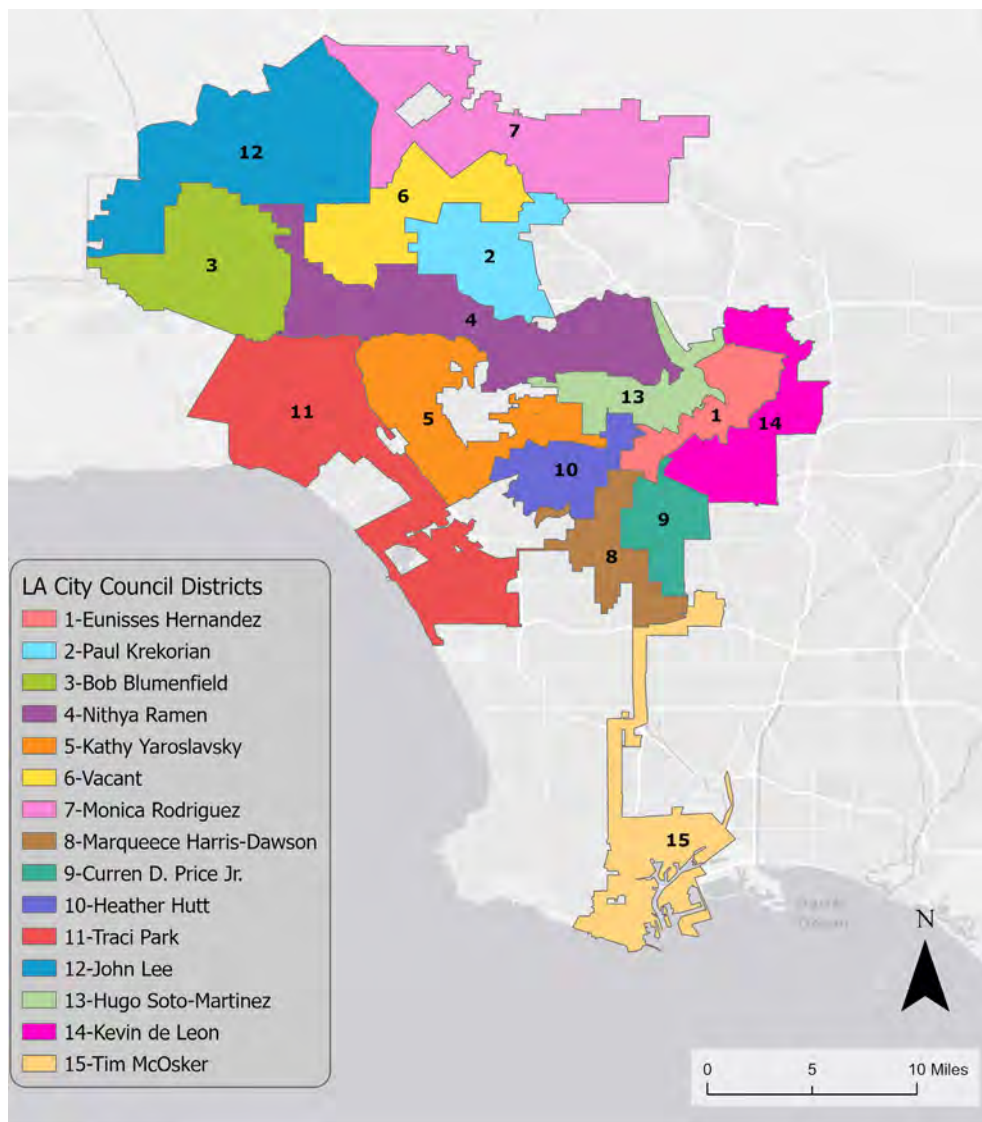 7
12
6
2
3
4
13
11
5
1
14
10
9
8
15
LA City Council Districts
1-Eunisses Hernandez
2-Paul Krekorian
3-Bob Blumenfield
4-Nithya Ramen
5-Kathy Yaroslavsky
6-Vacant
7-Monica Rodriguez
8-Marqueece Harris-Dawson
9-Curren D. Price Jr.
10-Heather Hutt
11-Traci Park
12-John Lee
13-Hugo Soto-Martinez
14-Kevin de Leon
15-Tim McOsker
N
0 5 10 Miles